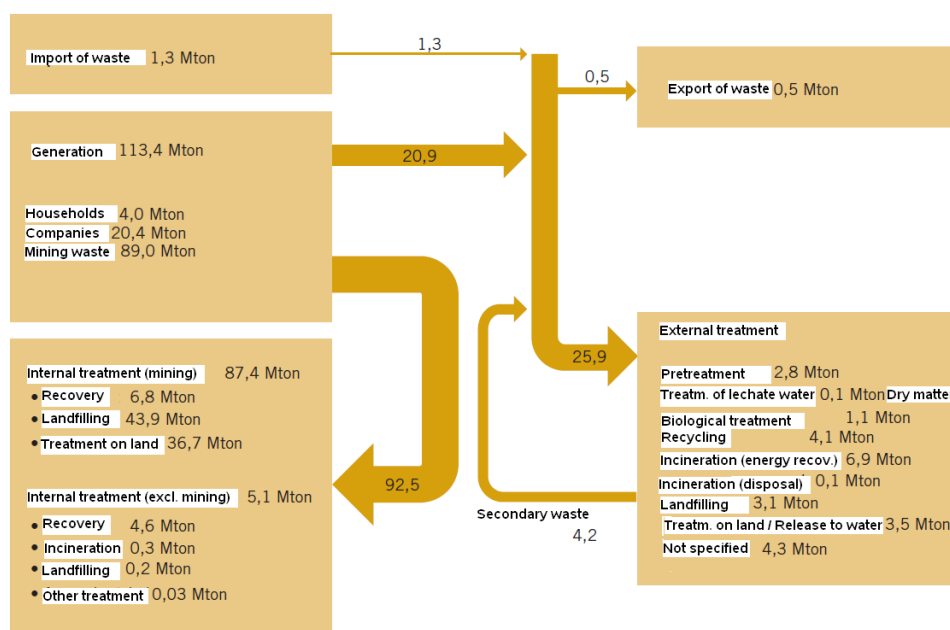 Import of waste 1,3 Mton
1,3
0,5
Export of waste 0,5 Mton
Generation 113,4 Mton
20,9
Households 4,0 Mton
Companies 20,4 Mton
Mining waste 89,0 Mton
Internal treatment (mining) 87,4 Mton
• Recovery 6,8 Mton
• Landfilling 43,9 Mton
• Treatment on land 36,7 Mton
Internal treatment (excl. mining) 5,1 Mton
• Recovery 4,6 Mton
• Incineration 0,3 Mton
• Landfilling 0,2 Mton
• Other treatment 0,03 Mton
92,5
Secondary waste
4,2
25,9
External treatment
Pretreatment 2,8 Mton
Treatm. of lechate water 0,1 Mton Dry matte
Biological treatment 1,1 Mton
Recycling 4,1 Mton
Incineration (energy recov.) 6,9 Mton
Incineration (disposal) 0,1 Mton
Landfilling 3,1 Mton
Treatm. on land / Release to water 3,5 Mton
Not specified 4,3 Mton